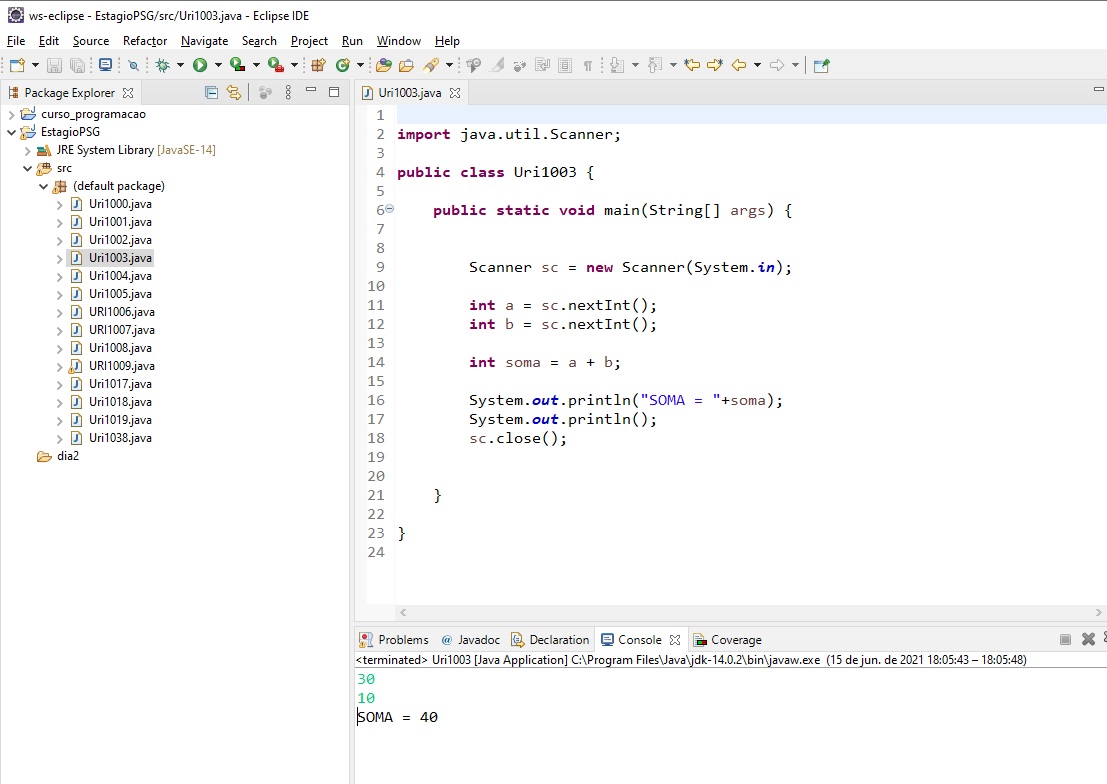 ws-eclipse - EstagioPSG/src/Uri1003.java - Eclipse IDE
File Edit Source Refactor Navigate Search Project Run Window Help
Package Explorer
curso_programacao
EstagioPSG
JRE System Library [JavaSE-14]
src
(default package)
Uri1000.java
Uri1001.java
Uri1002.java
Uri1003.java
Uri1004.java
Uri1005.java
URI1006.java
URI1007.java
Uri1008.java
URI1009.java
Uri1017.java
Uri1018.java
Uri1019.java
Uri1038.java
dia2
Uri1003.java
1
2 import java.util.Scanner;
3
4 public class Uri1003 {
5
6 public static void main(String[] args) {
7
8
9 Scanner sc = new Scanner(System.in);
10
11 int a = sc.nextInt();
12 int b = sc.nextInt();
13
14 int soma = a + b;
15
16 System.out.println("SOMA = "+soma);
17 System.out.println();
18 sc.close();
19
20
21 }
22
23 }
24
Problems @ Javadoc Declaration Console Coverage
<terminated> Uri1003 [Java Application] C:\Program Files\Java\jdk-14.0.2\bin\javaw.exe (15 de jun. de 2021 18:05:43 – 18:05:48)
30
10
SOMA = 40